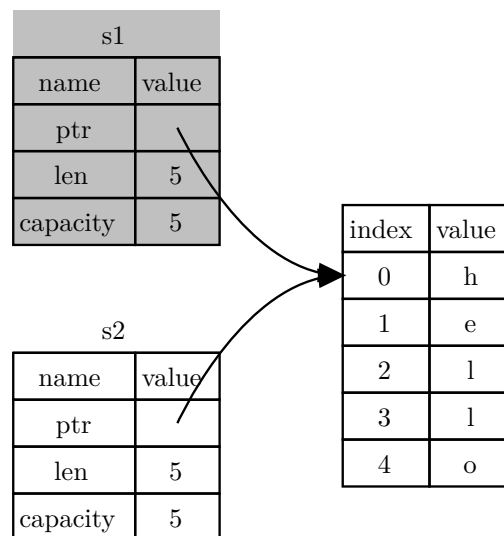 s1
name value
ptr
len 5
capacity 5
s2
name value
ptr
len 5
capacity 5
index value
0 h
1 e
2 l
3 l
4 o